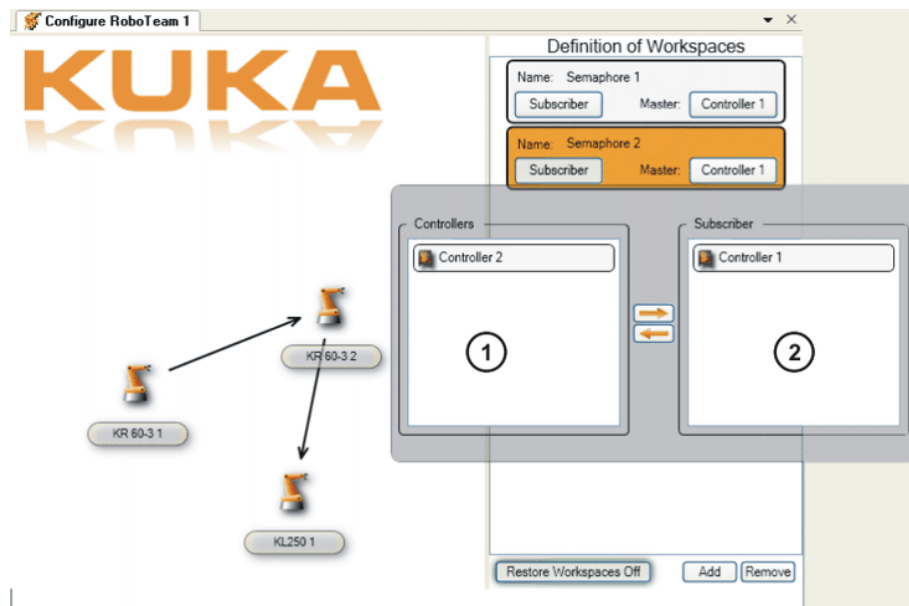 Configure RoboTeam 1
KUKA
Definition of Workspaces
Name: Semaphore 1
Subscriber Master: Controller 1
Name: Semaphore 2
Subscriber Master: Controller 1
Controllers
Controller 2
1
Subscriber
Controller 1
2
KR 60-3 2
KR 60-3 1
KL250 1
Restore Workspaces Off Add Remove